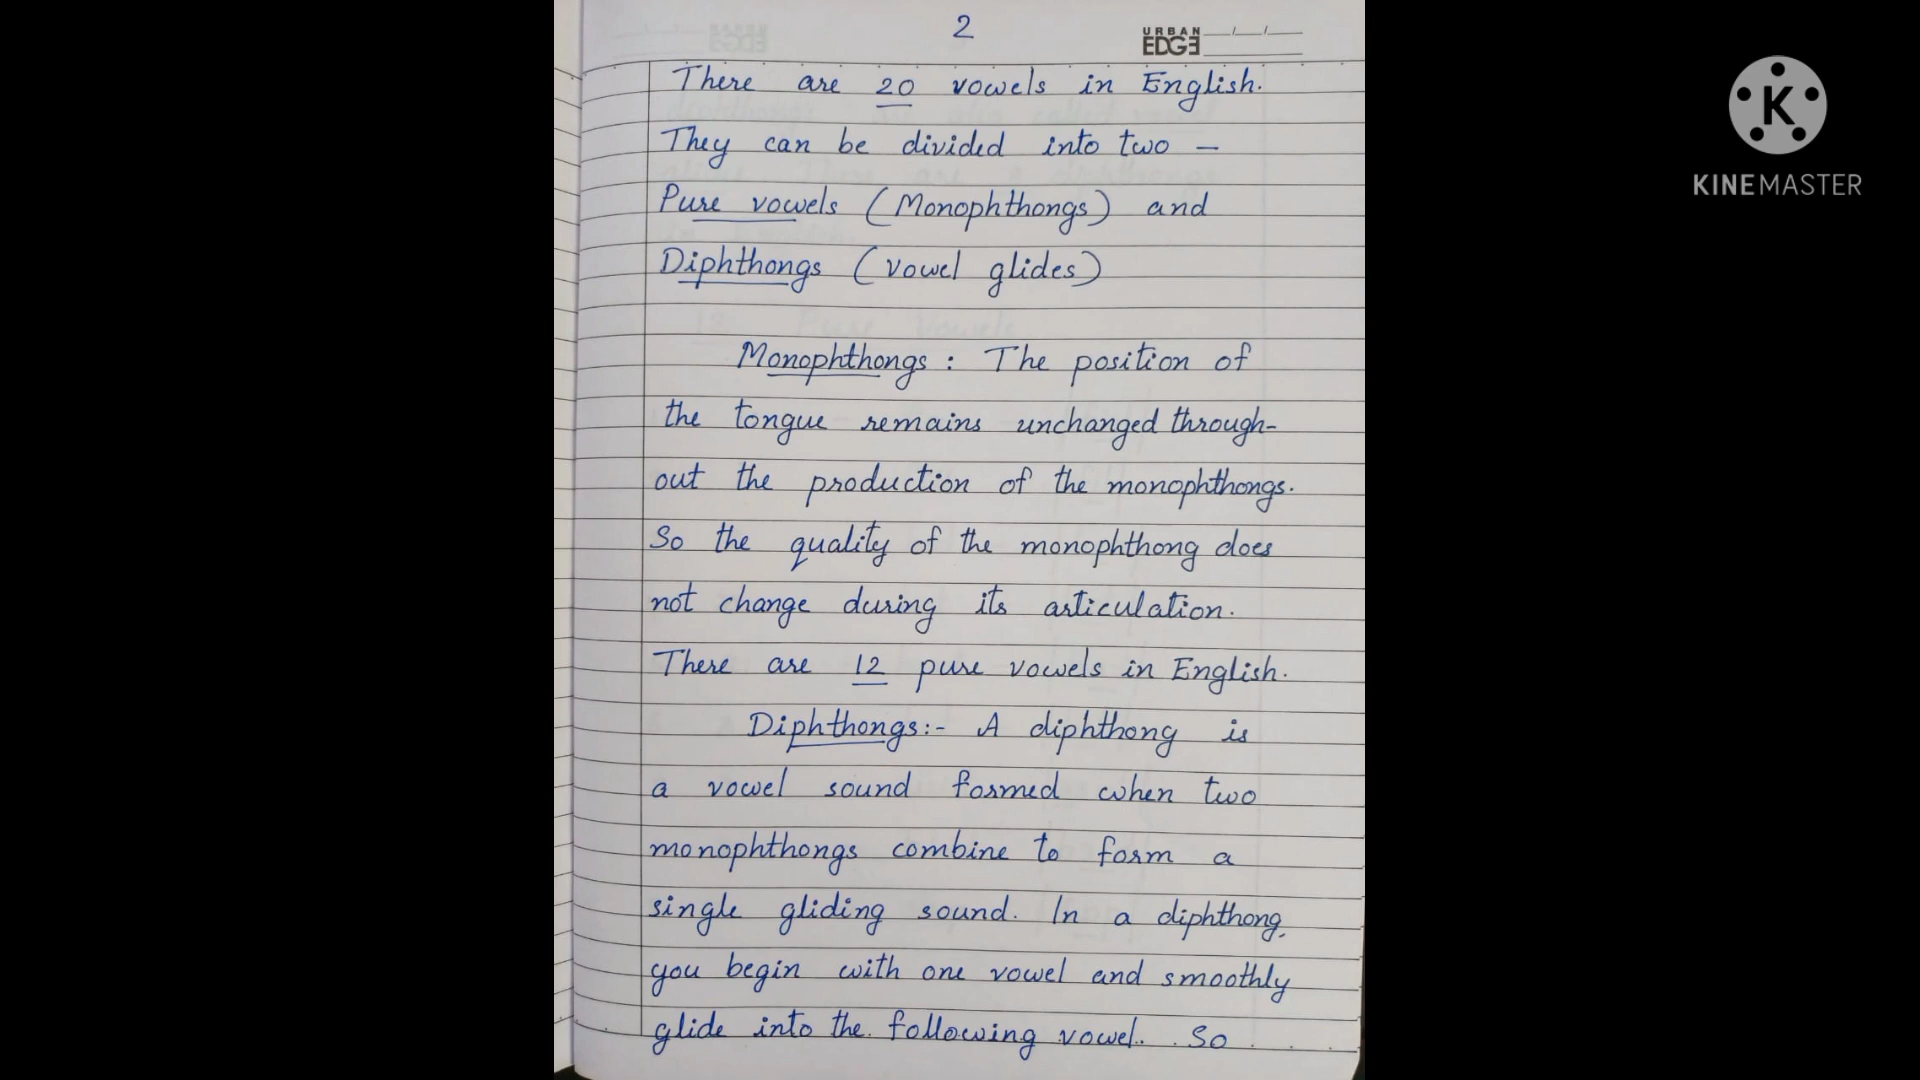 2
URBAN
EDGE
There are 20 vowels in English.
They can be divided into two -
Pure vowels (Monophthongs) and
Diphthongs (vowel glides)
Monophthongs : The position of
the tongue remains unchanged through-
out the production of the monophthongs.
So the quality of the monophthong does
not change during its articulation.
There are 12 pure vowels in English.
Diphthongs:- A diphthong is
a vowel sound formed when two
monophthongs combine to form a
single gliding sound. In a diphthong,
you begin with one vowel and smoothly
glide into the following vowel. So
K
KINEMASTER